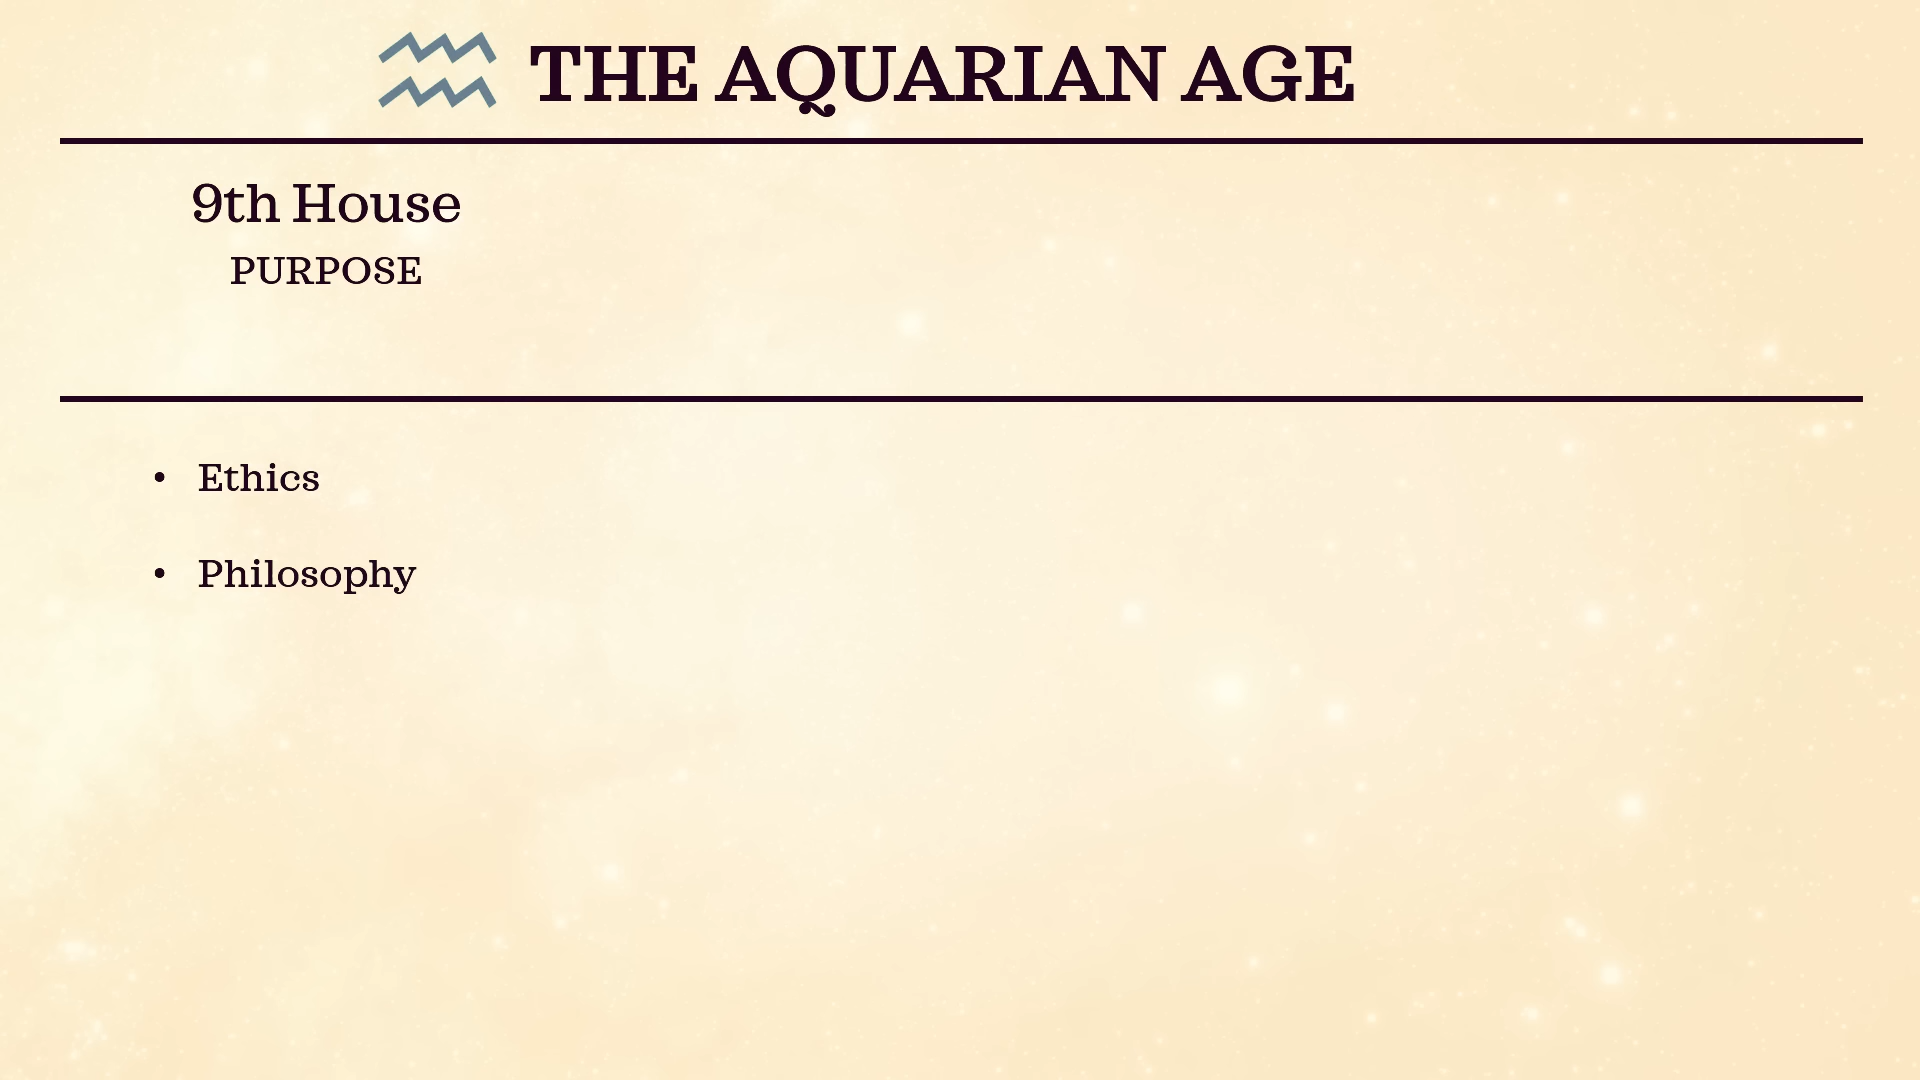 THE AQUARIAN AGE
9th House
PURPOSE
• Ethics
• Philosophy